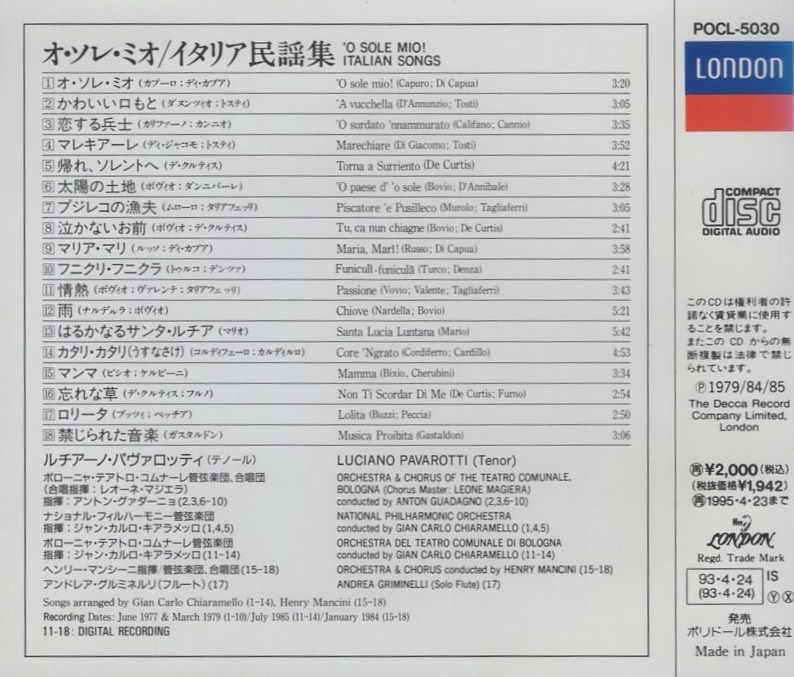 オ・ソレ・ミオ/イタリア民謡集 'O SOLE MIO! ITALIAN SONGS
1 オ・ソレ・ミオ (カプーロ;ディ・カプア) 'O sole mio! (Capuro; Di Capua) 3:20
2 かわいい口もと (ダヌンツィオ;トスティ) 'A vucchella (D'Annunzio; Tosti) 3:05
3 恋する兵士 (カリファーノ;カンニオ) 'O surdato 'nnammurato (Califano; Cannio) 3:35
4 マレキアーレ (ディ・ジャコモ;トスティ) Marechiare (Di Giacomo; Tosti) 3:52
5 帰れ、ソレントへ (デ・クルティス) Torna a Surriento (De Curtis) 4:21
6 太陽の土地 (ボヴィオ;ダンニバーレ) 'O paese d' 'o sole (Bovio; D'Annibale) 3:28
7 プジレコの漁夫 (ムローロ;タリアフェッリ) Piscatore 'e Pusilleco (Murolo; Tagliaferri) 3:05
8 泣かないお前 (ボヴィオ;デ・クルティス) Tu, ca nun chiagne (Bovio; De Curtis) 2:41
9 マリア・マリ (ルッソ;ディ・カプア) Maria, Mari! (Russo; Di Capua) 3:58
10 フニクリ・フニクラ (トゥルコ;デンツァ) Funiculì-funiculà (Turco; Denza) 2:41
11 情熱 (ボヴィオ;ヴァレンテ;タリアフェッリ) Passione (Vovio; Valente; Tagliaferri) 3:43
12 雨 (ナルデルラ;ボヴィオ) Chiove (Nardella; Bovio) 5:21
13 はるかなるサンタ・ルチア (マリオ) Santa Lucia Luntana (Mario) 5:42
14 カタリ・カタリ(うすなさけ) (コルディフェーロ;カルディルロ) Core 'Ngrato (Cordiferro; Cardillo) 4:53
15 マンマ (ビシオ;ケルビーニ) Mamma (Bixio, Cherubini) 3:34
16 忘れな草 (デ・クルティス;フルノ) Non Ti Scordar Di Me (De Curtis; Furno) 2:54
17 ロリータ (ブッツィ;ペッチア) Lolita (Buzzi; Peccia) 2:50
18 禁じられた音楽 (ガスタルドン) Musica Proibita (Gastaldon) 3:06
ルチアーノ・パヴァロッティ(テノール) LUCIANO PAVAROTTI (Tenor)
ボローニャ・テアトロ・コムナーレ管弦楽団、合唱団 ORCHESTRA & CHORUS OF THE TEATRO COMUNALE,
(合唱指揮:レオーネ・マジエラ) BOLOGNA (Chorus Master: LEONE MAGIERA)
指揮:アントン・グァダーニョ(2,3,6-10) conducted by ANTON GUADAGNO (2,3,6-10)
ナショナル・フィルハーモニー管弦楽団 NATIONAL PHILHARMONIC ORCHESTRA
指揮:ジャン・カルロ・キアラメッロ(1,4,5) conducted by GIAN CARLO CHIARAMELLO (1,4,5)
ボローニャ・テアトロ・コムナーレ管弦楽団 ORCHESTRA DEL TEATRO COMUNALE DI BOLOGNA
指揮:ジャン・カルロ・キアラメッロ(11-14) conducted by GIAN CARLO CHIARAMELLO (11-14)
ヘンリー・マンシーニ指揮/管弦楽団、合唱団(15-18) ORCHESTRA & CHORUS conducted by HENRY MANCINI (15-18)
アンドレア・グルミネルリ(フルート)(17) ANDREA GRIMINELLI (Solo Flute) (17)
Songs arranged by Gian Carlo Chiaramello (1-14), Henry Mancini (15-18)
Recording Dates: June 1977 & March 1979 (1-10)/July 1985 (11-14)/January 1984 (15-18)
11-18: DIGITAL RECORDING
POCL-5030
LONDON
COMPACT
disc
DIGITAL AUDIO
このCDは権利者の許
諾なく賃貸業に使用す
ることを禁じます。
またこの CD からの無
断複製は法律で禁じ
られています。
Ⓟ1979/84/85
The Decca Record
Company Limited,
London
再¥2,000(税込)
(税抜価格¥1,942)
再1995・4・23まで
LONDON
Regd. Trade Mark
93・4・24 IS
(93・4・24) Ⓨ Ⓧ
発売
ポリドール株式会社
Made in Japan